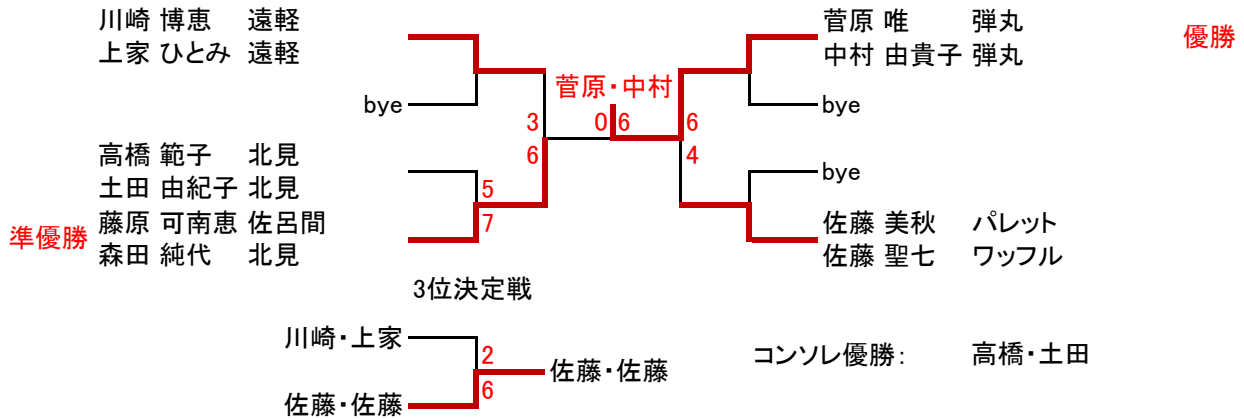 川崎 博恵 遠軽
上家 ひとみ 遠軽
bye
3
高橋 範子 北見
土田 由紀子 北見
5
6
準優勝
藤原 可南恵 佐呂間
森田 純代 北見
7
菅原・中村
0 6
菅原 唯 弾丸
中村 由貴子 弾丸
優勝
bye
6
4
bye
佐藤 美秋 パレット
佐藤 聖七 ワッフル
3位決定戦
川崎・上家
2
佐藤・佐藤
6
佐藤・佐藤
コンソレ優勝: 高橋・土田